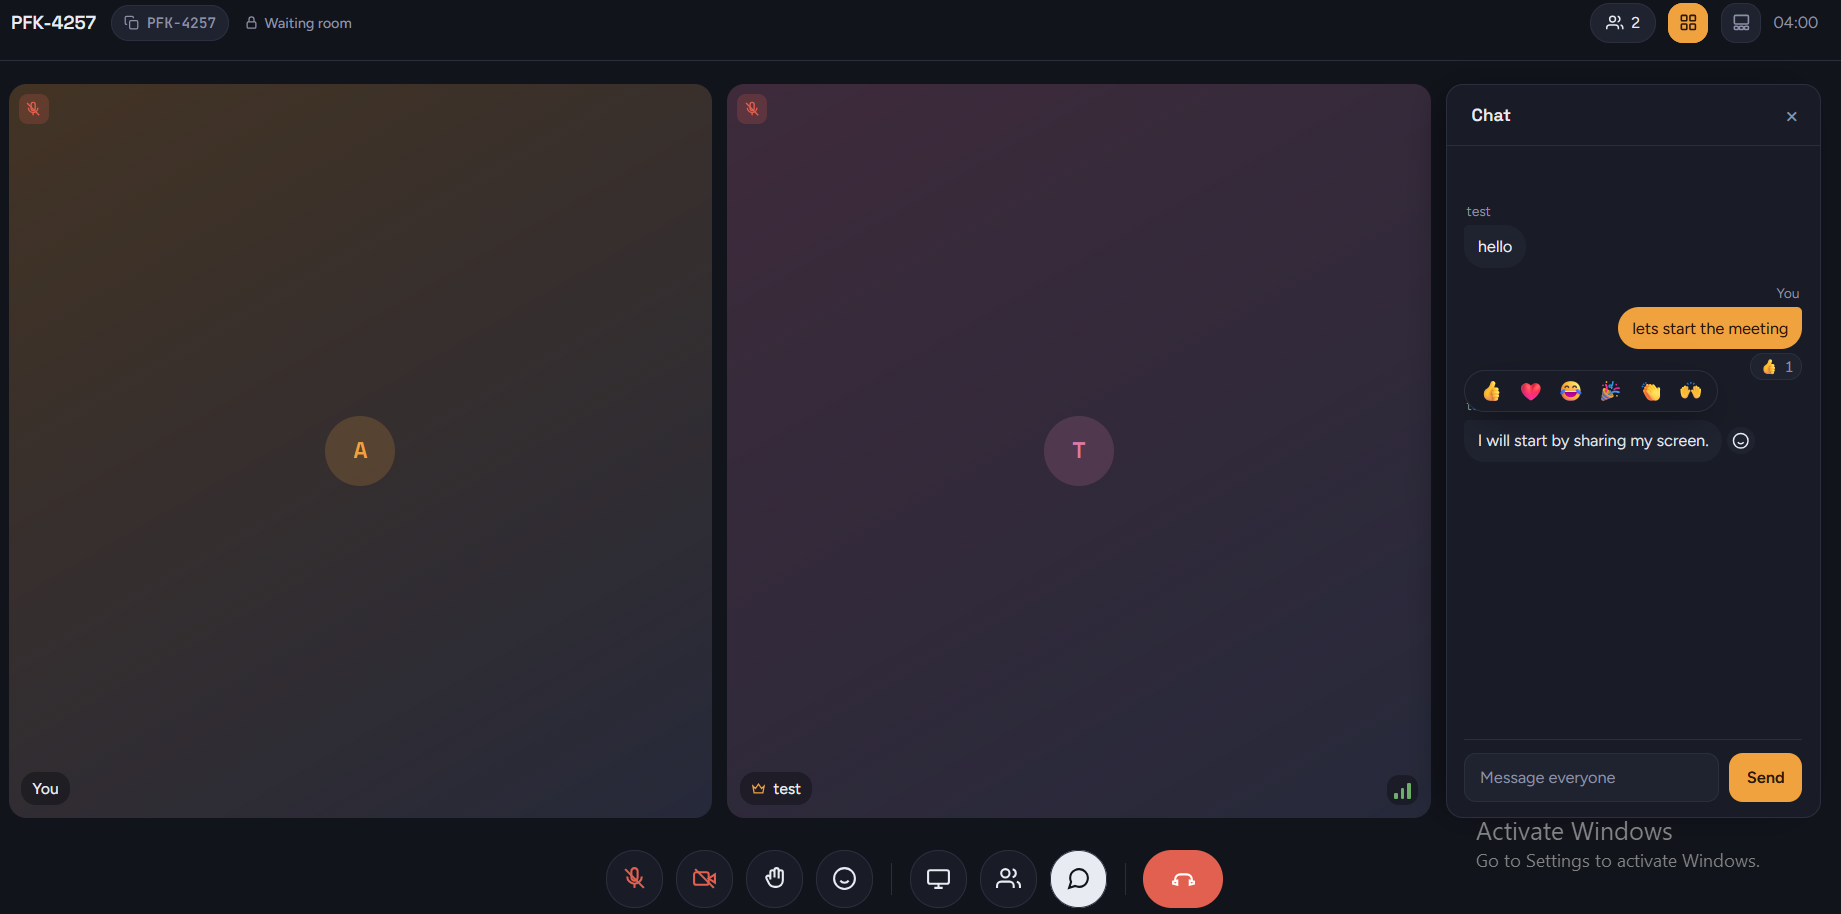 PFK-4257
PFK-4257
Waiting room
2
04:00
A
You
T
test
Chat
test
hello
You
lets start the meeting
👍 1
👍 ❤️ 😂 🎉 👏 🙌
I will start by sharing my screen.
Message everyone
Send
Activate Windows
Go to Settings to activate Windows.